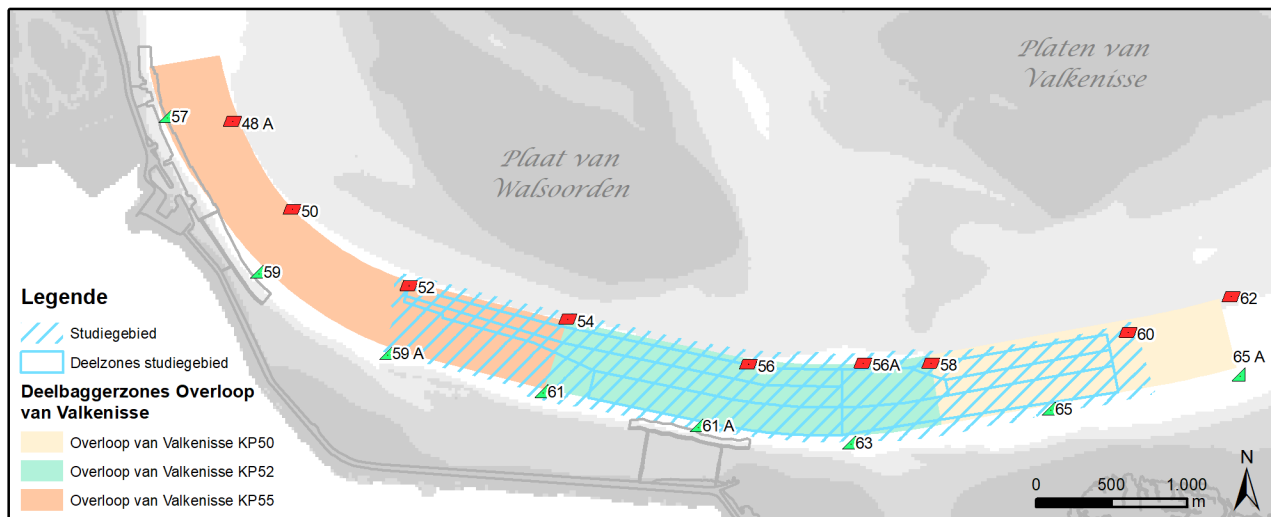 Platen van
Valkenisse
Plaat van
Walsoorden
57
48 A
50
59
52
54
59 A
61
56
56A
58
60
62
65 A
65
61 A
63
Legende
Studiegebied
Deelzones studiegebied
Deelbaggerzones Overloop
van Valkenisse
Overloop van Valkenisse KP50
Overloop van Valkenisse KP52
Overloop van Valkenisse KP55
N
0 500 1.000
m